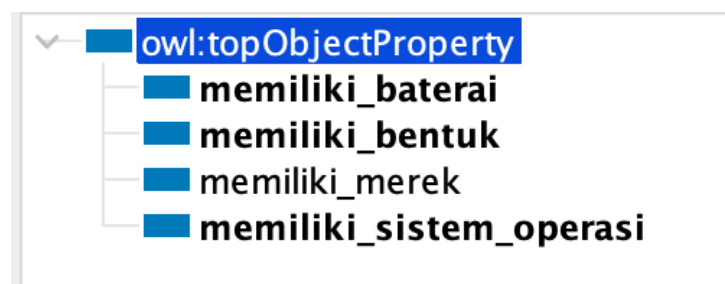 owl:topObjectProperty
memiliki_baterai
memiliki_bentuk
memiliki_merek
memiliki_sistem_operasi